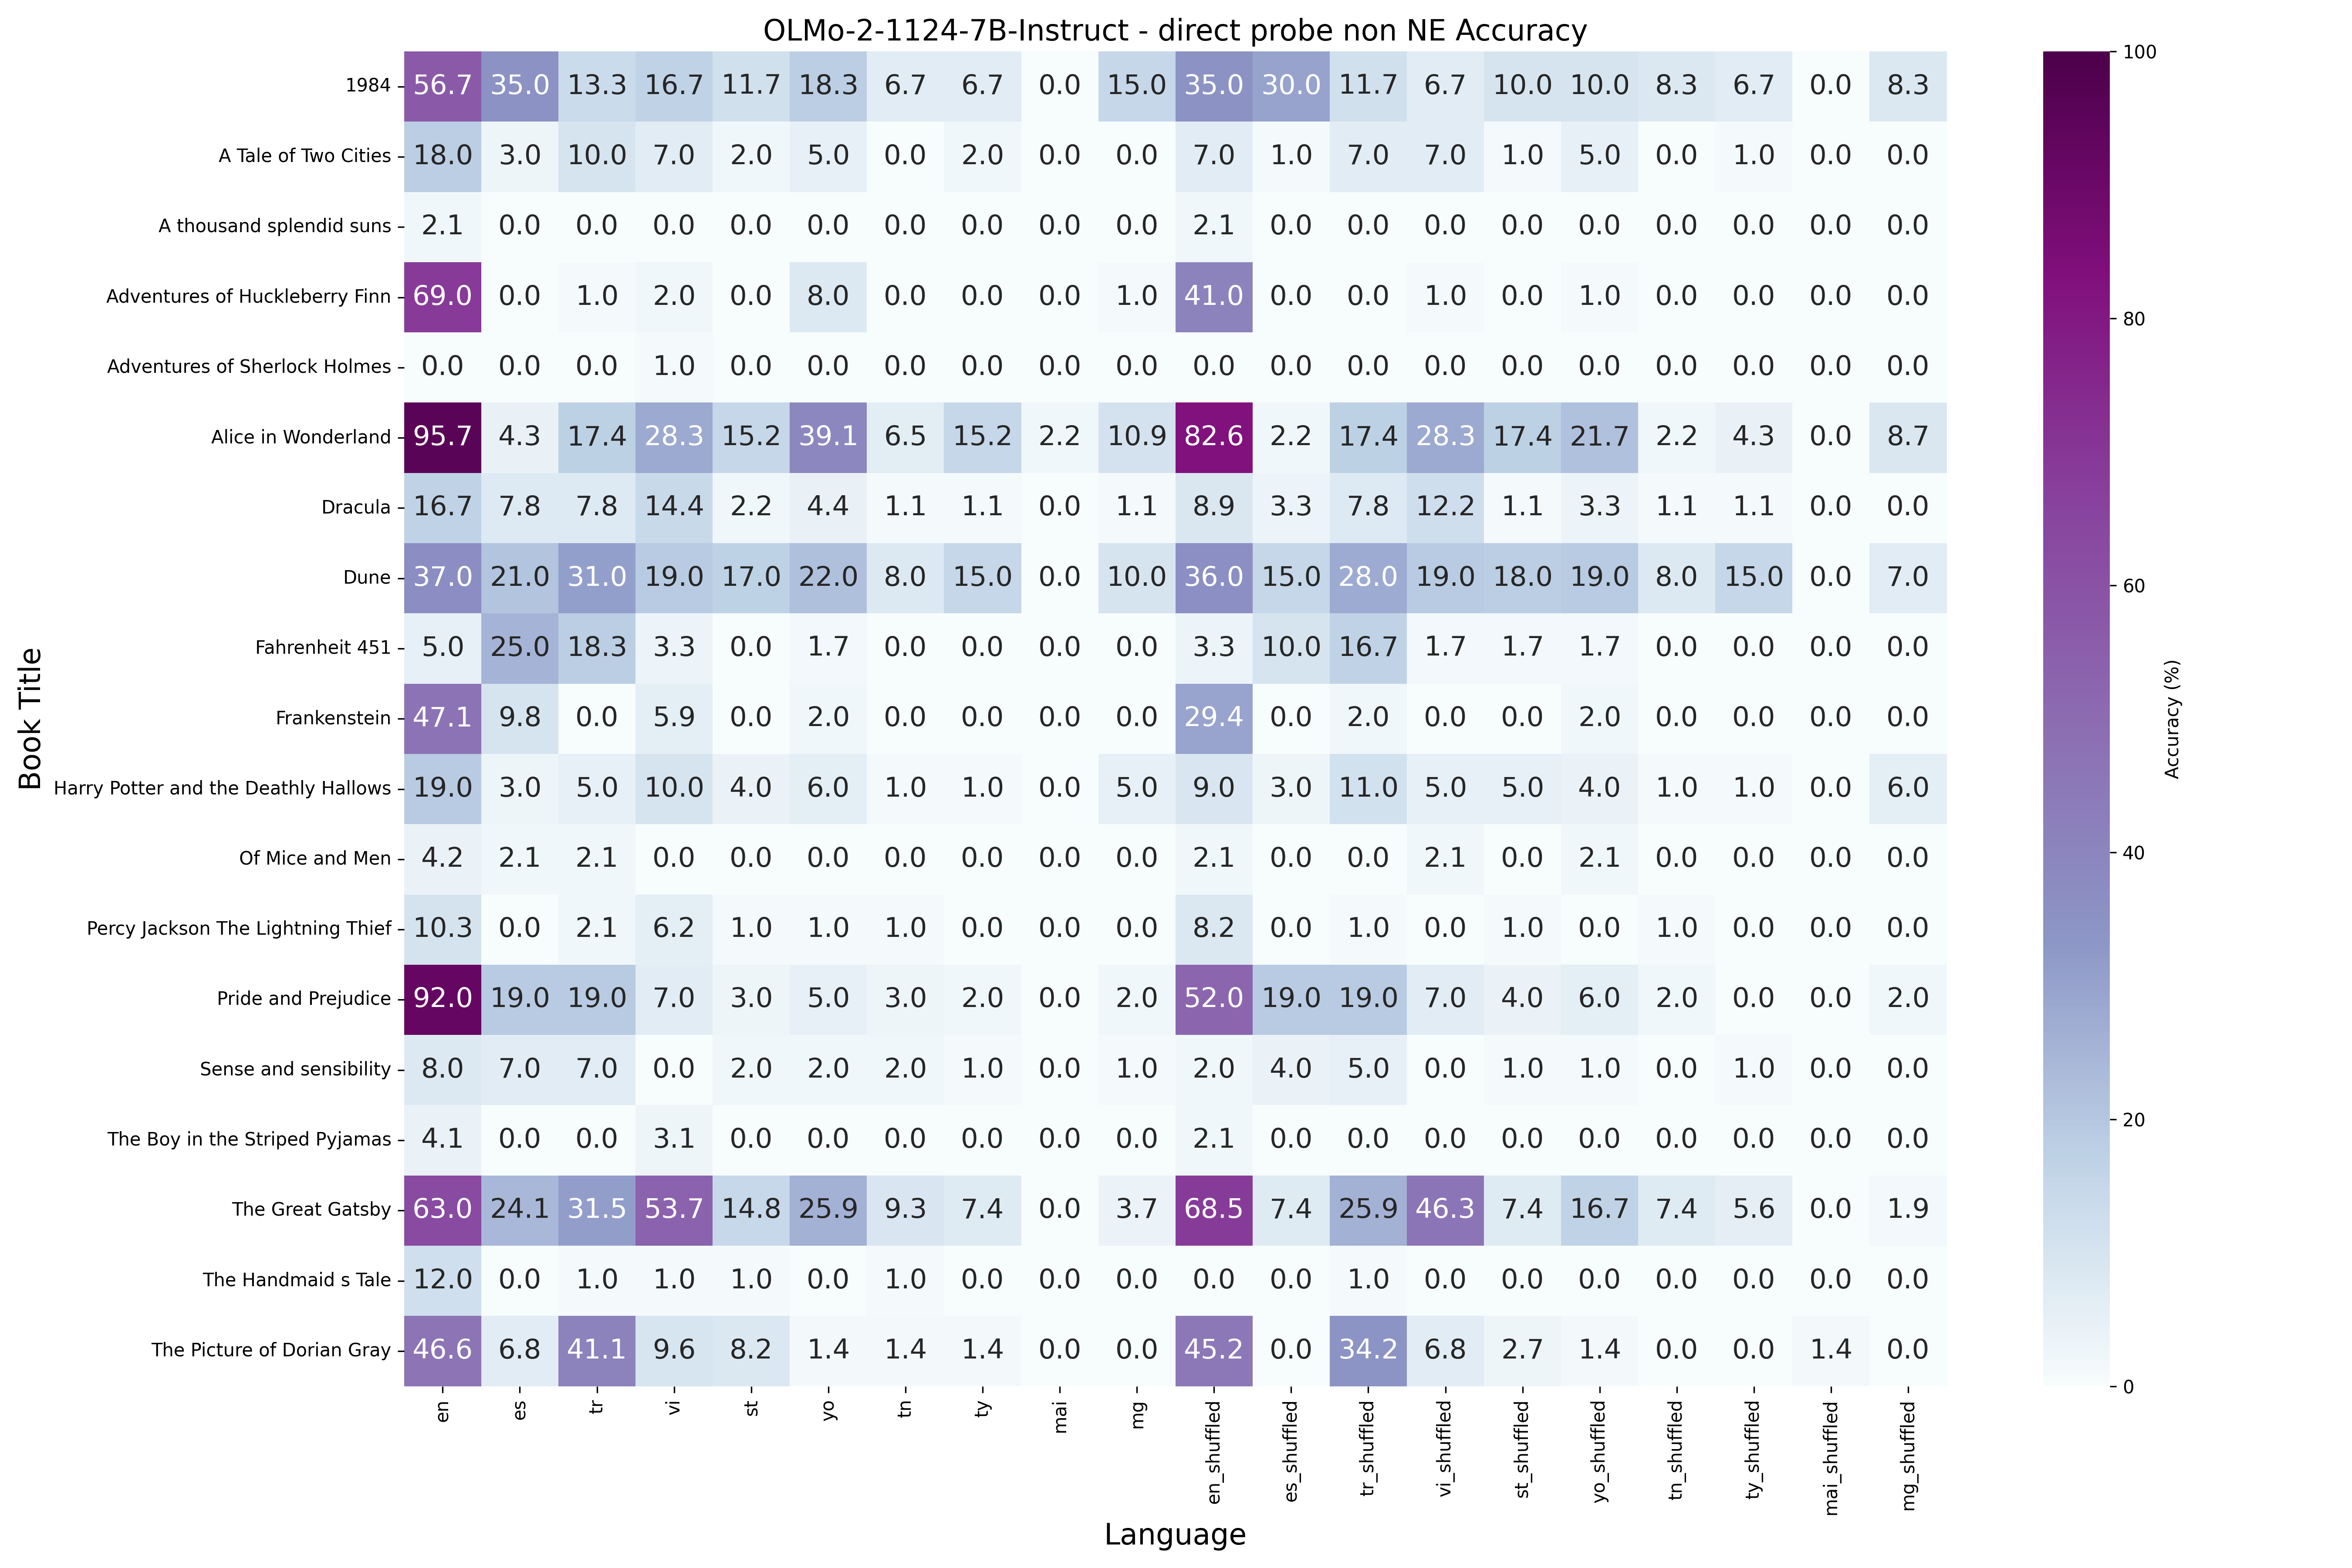 OLMo-2-1124-7B-Instruct - direct probe non NE Accuracy
Book Title
1984 56.7 35.0 13.3 16.7 11.7 18.3 6.7 6.7 0.0 15.0 35.0 30.0 11.7 6.7 10.0 10.0 8.3 6.7 0.0 8.3
A Tale of Two Cities 18.0 3.0 10.0 7.0 2.0 5.0 0.0 2.0 0.0 0.0 7.0 1.0 7.0 7.0 1.0 5.0 0.0 1.0 0.0 0.0
A thousand splendid suns 2.1 0.0 0.0 0.0 0.0 0.0 0.0 0.0 0.0 0.0 2.1 0.0 0.0 0.0 0.0 0.0 0.0 0.0 0.0 0.0
Adventures of Huckleberry Finn 69.0 0.0 1.0 2.0 0.0 8.0 0.0 0.0 0.0 1.0 41.0 0.0 0.0 1.0 0.0 1.0 0.0 0.0 0.0 0.0
Adventures of Sherlock Holmes 0.0 0.0 0.0 1.0 0.0 0.0 0.0 0.0 0.0 0.0 0.0 0.0 0.0 0.0 0.0 0.0 0.0 0.0 0.0 0.0
Alice in Wonderland 95.7 4.3 17.4 28.3 15.2 39.1 6.5 15.2 2.2 10.9 82.6 2.2 17.4 28.3 17.4 21.7 2.2 4.3 0.0 8.7
Dracula 16.7 7.8 7.8 14.4 2.2 4.4 1.1 1.1 0.0 1.1 8.9 3.3 7.8 12.2 1.1 3.3 1.1 1.1 0.0 0.0
Dune 37.0 21.0 31.0 19.0 17.0 22.0 8.0 15.0 0.0 10.0 36.0 15.0 28.0 19.0 18.0 19.0 8.0 15.0 0.0 7.0
Fahrenheit 451 5.0 25.0 18.3 3.3 0.0 1.7 0.0 0.0 0.0 0.0 3.3 10.0 16.7 1.7 1.7 1.7 0.0 0.0 0.0 0.0
Frankenstein 47.1 9.8 0.0 5.9 0.0 2.0 0.0 0.0 0.0 0.0 29.4 0.0 2.0 0.0 0.0 2.0 0.0 0.0 0.0 0.0
Harry Potter and the Deathly Hallows 19.0 3.0 5.0 10.0 4.0 6.0 1.0 1.0 0.0 5.0 9.0 3.0 11.0 5.0 5.0 4.0 1.0 1.0 0.0 6.0
Of Mice and Men 4.2 2.1 2.1 0.0 0.0 0.0 0.0 0.0 0.0 0.0 2.1 0.0 0.0 2.1 0.0 2.1 0.0 0.0 0.0 0.0
Percy Jackson The Lightning Thief 10.3 0.0 2.1 6.2 1.0 1.0 1.0 0.0 0.0 0.0 8.2 0.0 1.0 0.0 1.0 0.0 1.0 0.0 0.0 0.0
Pride and Prejudice 92.0 19.0 19.0 7.0 3.0 5.0 3.0 2.0 0.0 2.0 52.0 19.0 19.0 7.0 4.0 6.0 2.0 0.0 0.0 2.0
Sense and sensibility 8.0 7.0 7.0 0.0 2.0 2.0 2.0 1.0 0.0 1.0 2.0 4.0 5.0 0.0 1.0 1.0 0.0 1.0 0.0 0.0
The Boy in the Striped Pyjamas 4.1 0.0 0.0 3.1 0.0 0.0 0.0 0.0 0.0 0.0 2.1 0.0 0.0 0.0 0.0 0.0 0.0 0.0 0.0 0.0
The Great Gatsby 63.0 24.1 31.5 53.7 14.8 25.9 9.3 7.4 0.0 3.7 68.5 7.4 25.9 46.3 7.4 16.7 7.4 5.6 0.0 1.9
The Handmaid s Tale 12.0 0.0 1.0 1.0 1.0 0.0 1.0 0.0 0.0 0.0 0.0 0.0 1.0 0.0 0.0 0.0 0.0 0.0 0.0 0.0
The Picture of Dorian Gray 46.6 6.8 41.1 9.6 8.2 1.4 1.4 1.4 0.0 0.0 45.2 0.0 34.2 6.8 2.7 1.4 0.0 0.0 1.4 0.0
en es tr vi st yo tn ty mai mg en_shuffled es_shuffled tr_shuffled vi_shuffled st_shuffled yo_shuffled tn_shuffled ty_shuffled mai_shuffled mg_shuffled
Language
100
80
60
40
20
0
Accuracy (%)